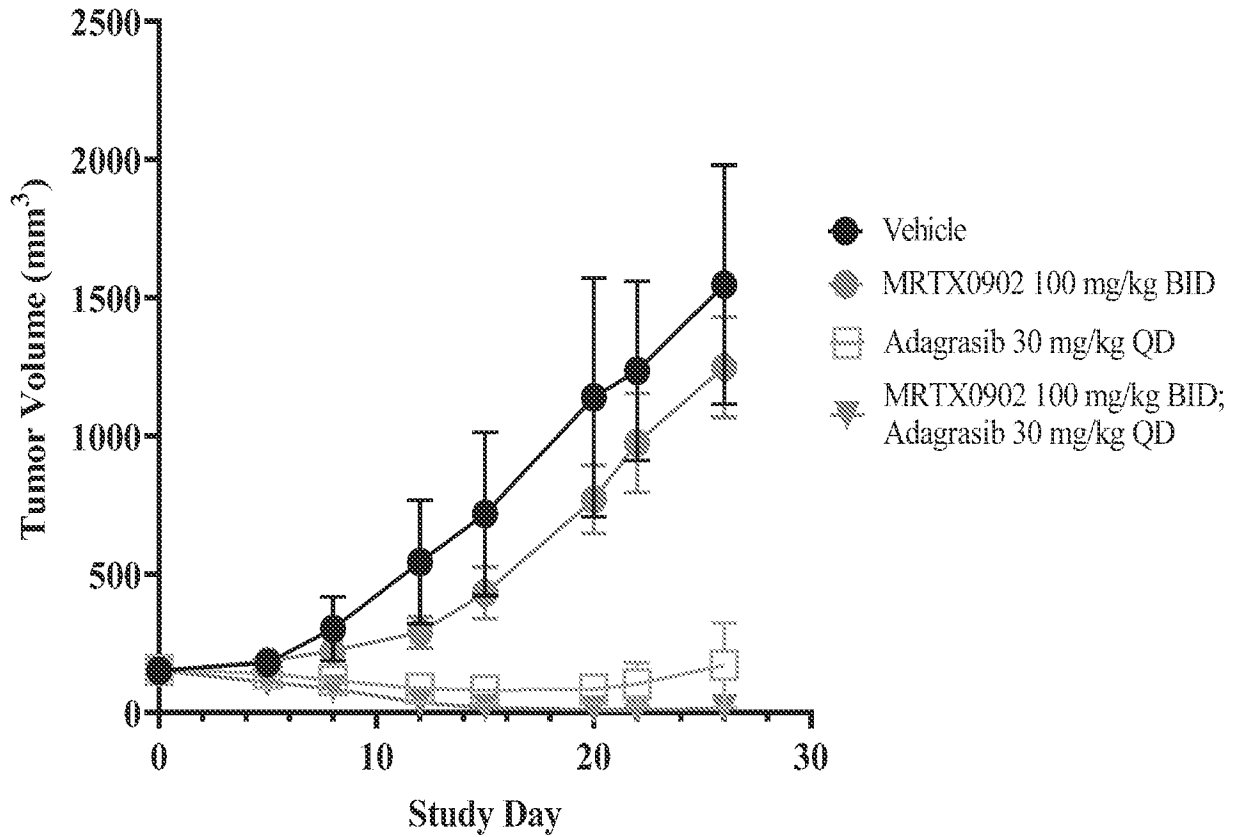 2500
2000
1500
1000
500
0
Tumor Volume (mm³)
0 10 20 30
Study Day
Vehicle
MRTX0902 100 mg/kg BID
Adagrasib 30 mg/kg QD
MRTX0902 100 mg/kg BID;
Adagrasib 30 mg/kg QD